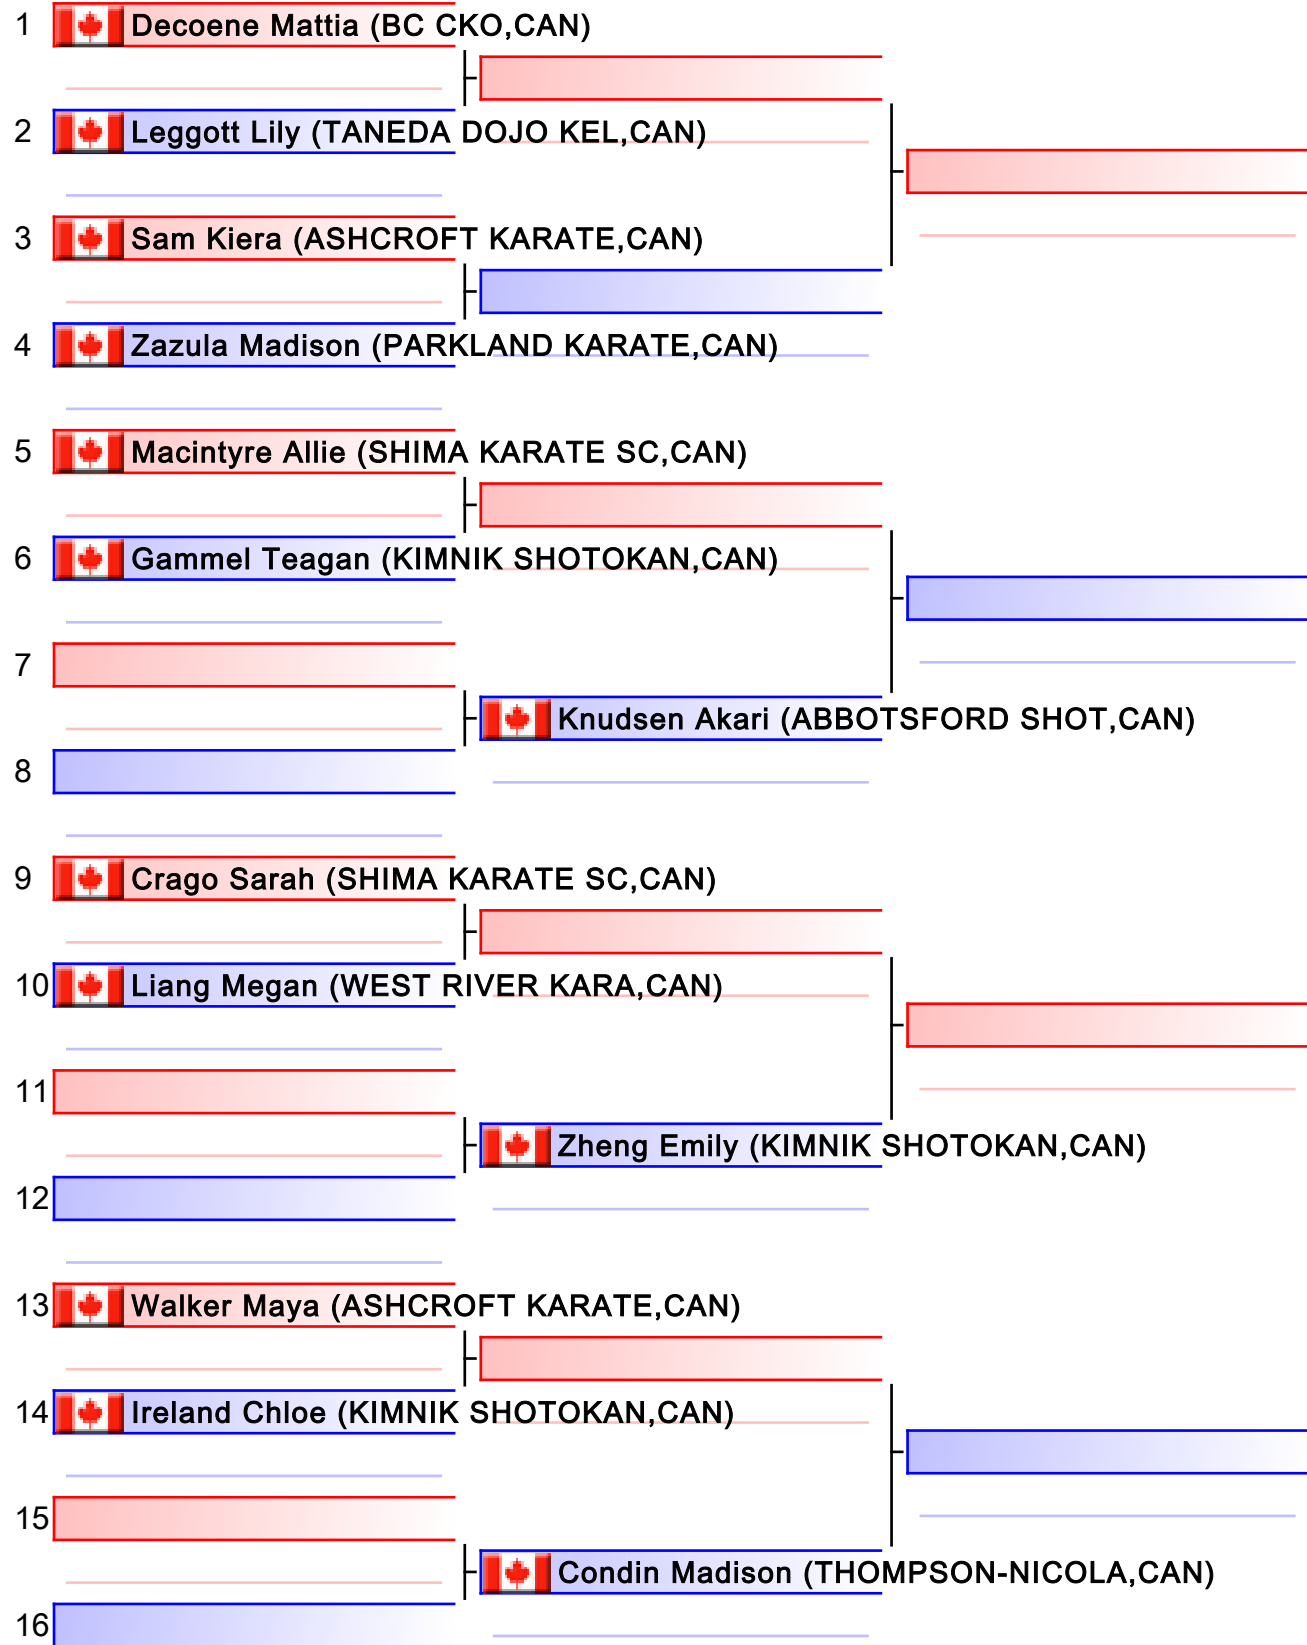 1 Decoene Mattia (BC CKO,CAN)
2 Leggott Lily (TANEDA DOJO KEL,CAN)
3 Sam Kiera (ASHCROFT KARATE,CAN)
4 Zazula Madison (PARKLAND KARATE,CAN)
5 Macintyre Allie (SHIMA KARATE SC,CAN)
6 Gammel Teagan (KIMNIK SHOTOKAN,CAN)
7
Knudsen Akari (ABBOTSFORD SHOT,CAN)
8
9 Crago Sarah (SHIMA KARATE SC,CAN)
10 Liang Megan (WEST RIVER KARA,CAN)
11
Zheng Emily (KIMNIK SHOTOKAN,CAN)
12
13 Walker Maya (ASHCROFT KARATE,CAN)
14 Ireland Chloe (KIMNIK SHOTOKAN,CAN)
15
Condin Madison (THOMPSON-NICOLA,CAN)
16